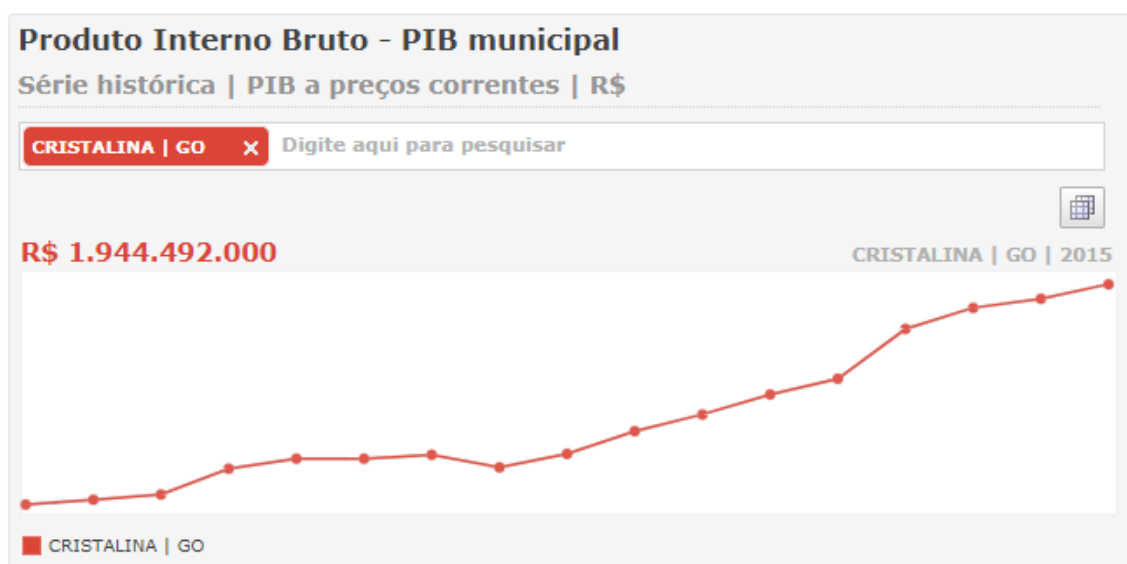 Produto Interno Bruto - PIB municipal
Série histórica | PIB a preços correntes | R$
CRISTALINA | GO × Digite aqui para pesquisar
R$ 1.944.492.000
CRISTALINA | GO | 2015
CRISTALINA | GO